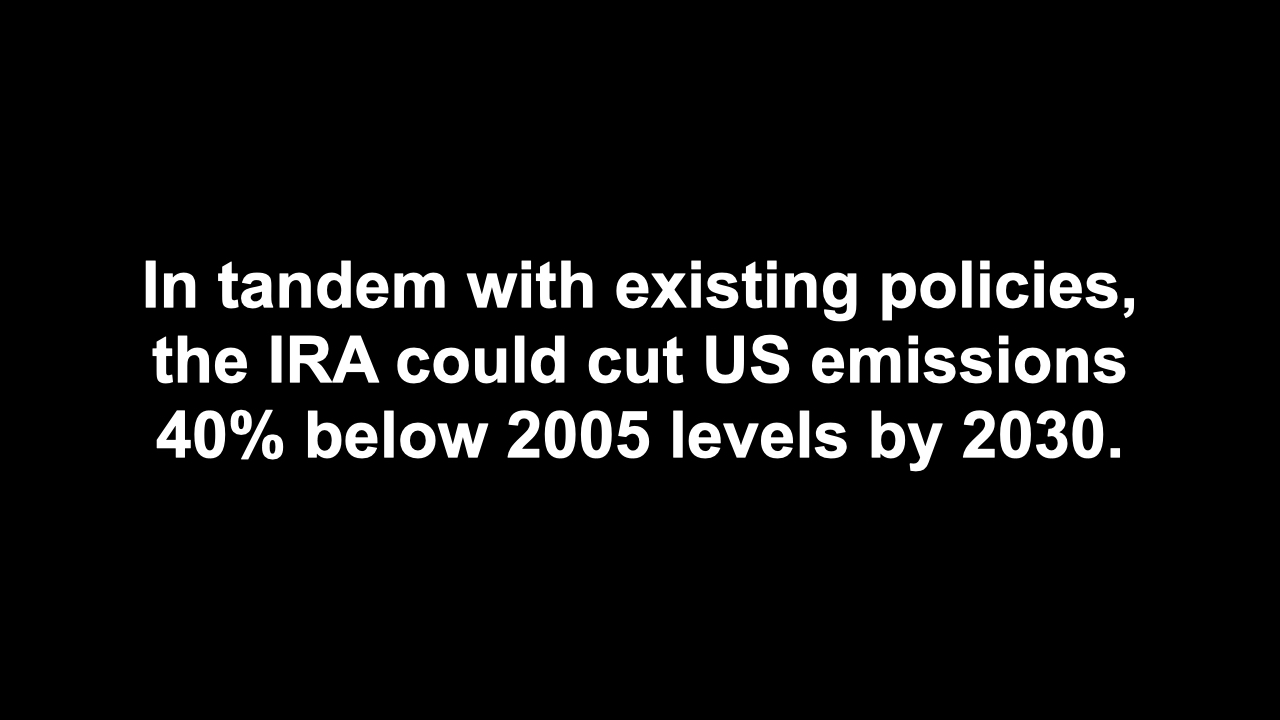 In tandem with existing policies,
the IRA could cut US emissions
40% below 2005 levels by 2030.